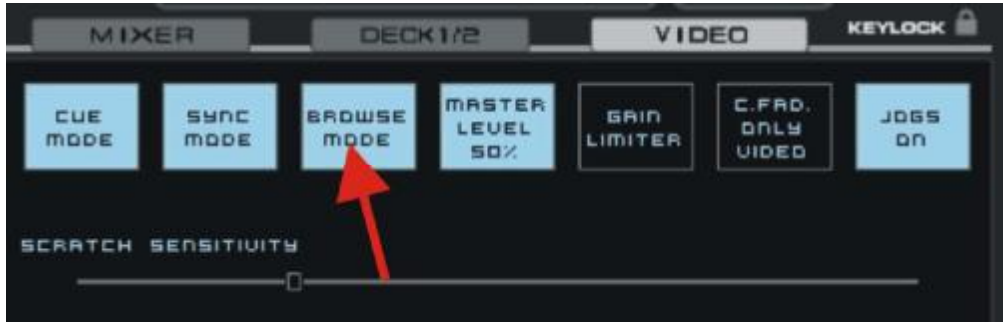 MIXER DECK1/2 VIDEO KEYLOCK
CUE MODE
SYNC MODE
BROWSE MODE
MASTER LEVEL 50%
GAIN LIMITER
C.FAD. ONLY VIDEO
JOGS ON
SCRATCH SENSITIVITY